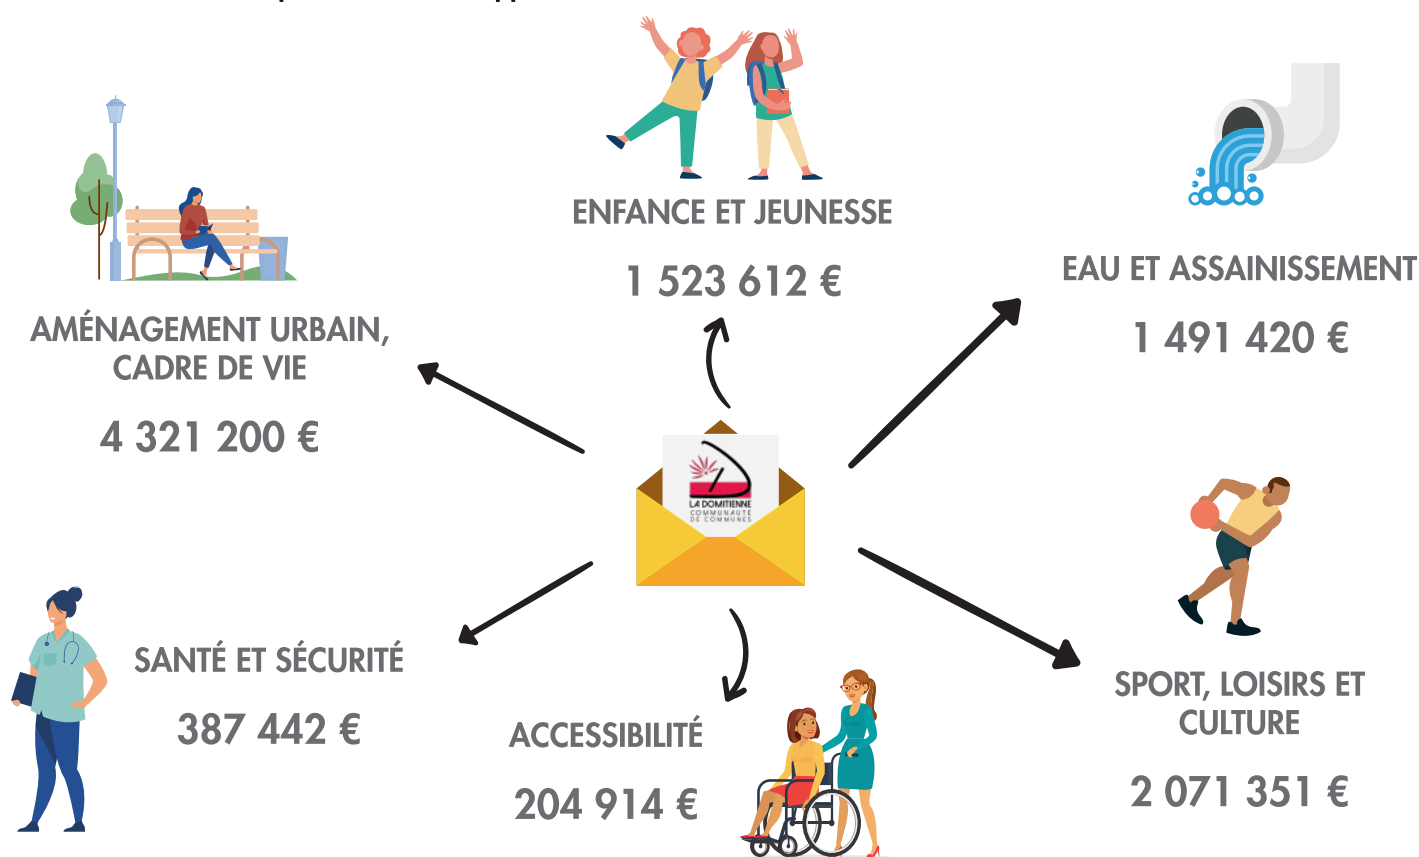 ENFANCE ET JEUNESSE
1 523 612 €
EAU ET ASSAINISSEMENT
1 491 420 €
AMÉNAGEMENT URBAIN,
CADRE DE VIE
4 321 200 €
LA DOMITIENNE
COMMUNAUTÉ
DE COMMUNES
SANTÉ ET SÉCURITÉ
387 442 €
ACCESSIBILITÉ
204 914 €
SPORT, LOISIRS ET
CULTURE
2 071 351 €